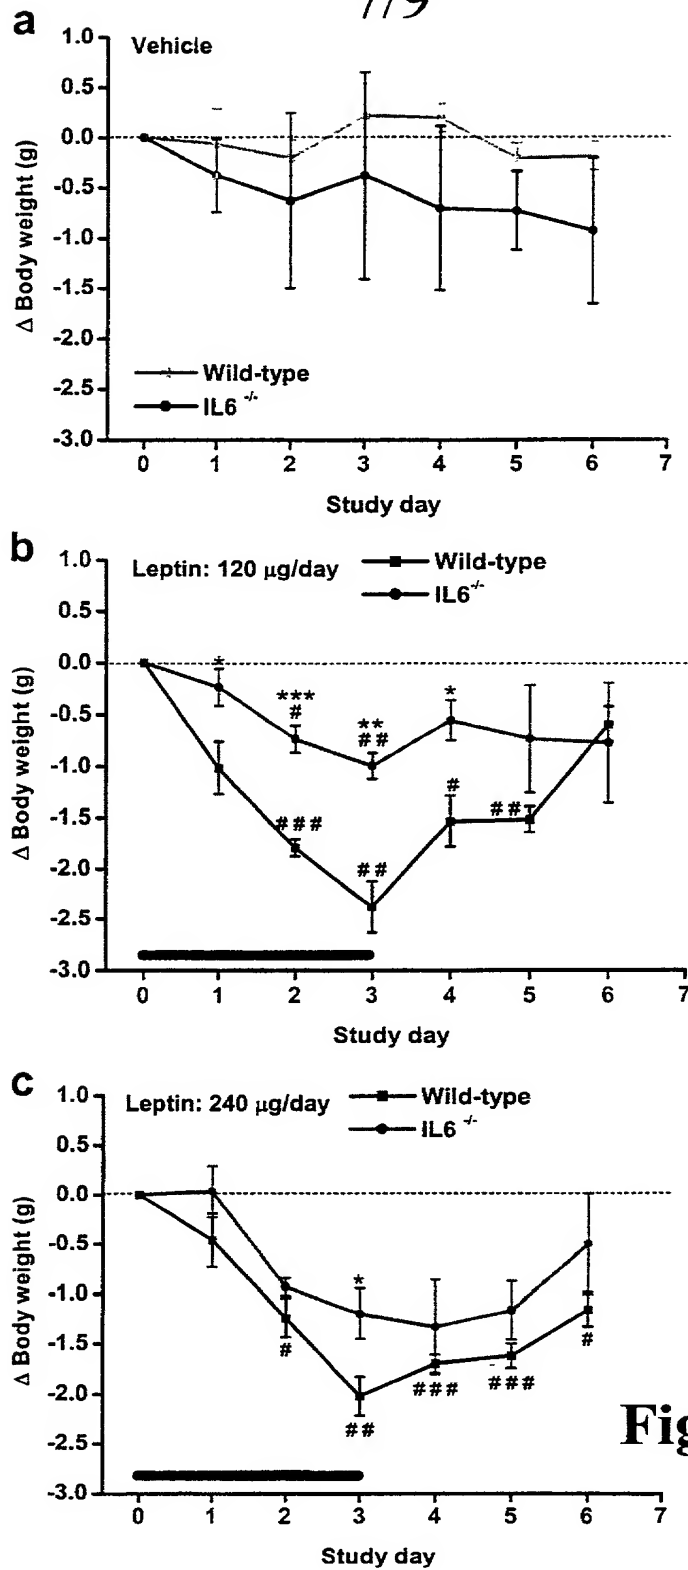 7/9
a
Vehicle
1.0
0.5
0.0
-0.5
-1.0
-1.5
-2.0
-2.5
-3.0
Δ Body weight (g)
Wild-type
IL6 -/-
0 1 2 3 4 5 6 7
Study day
b
Leptin: 120 μg/day
Wild-type
IL6 -/-
1.0
0.5
0.0
-0.5
-1.0
-1.5
-2.0
-2.5
-3.0
Δ Body weight (g)
*
***
#
**
##
*
###
##
#
##
0 1 2 3 4 5 6 7
Study day
c
Leptin: 240 μg/day
Wild-type
IL6 -/-
1.0
0.5
0.0
-0.5
-1.0
-1.5
-2.0
-2.5
-3.0
Δ Body weight (g)
*
#
##
###
###
#
0 1 2 3 4 5 6 7
Study day
Fig